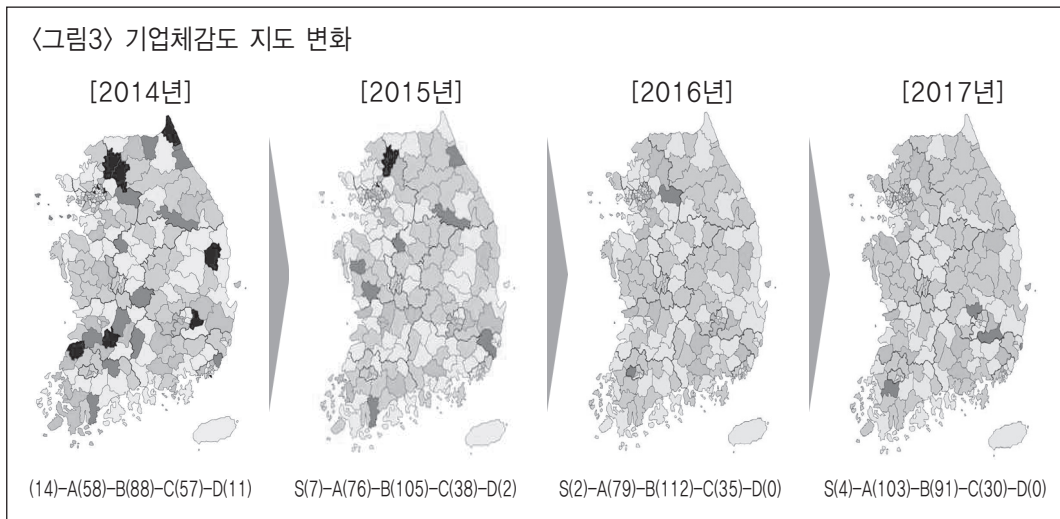 〈그림3〉 기업체감도 지도 변화
[2014년] [2015년] [2016년] [2017년]
(14)-A(58)-B(88)-C(57)-D(11) S(7)-A(76)-B(105)-C(38)-D(2) S(2)-A(79)-B(112)-C(35)-D(0) S(4)-A(103)-B(91)-C(30)-D(0)